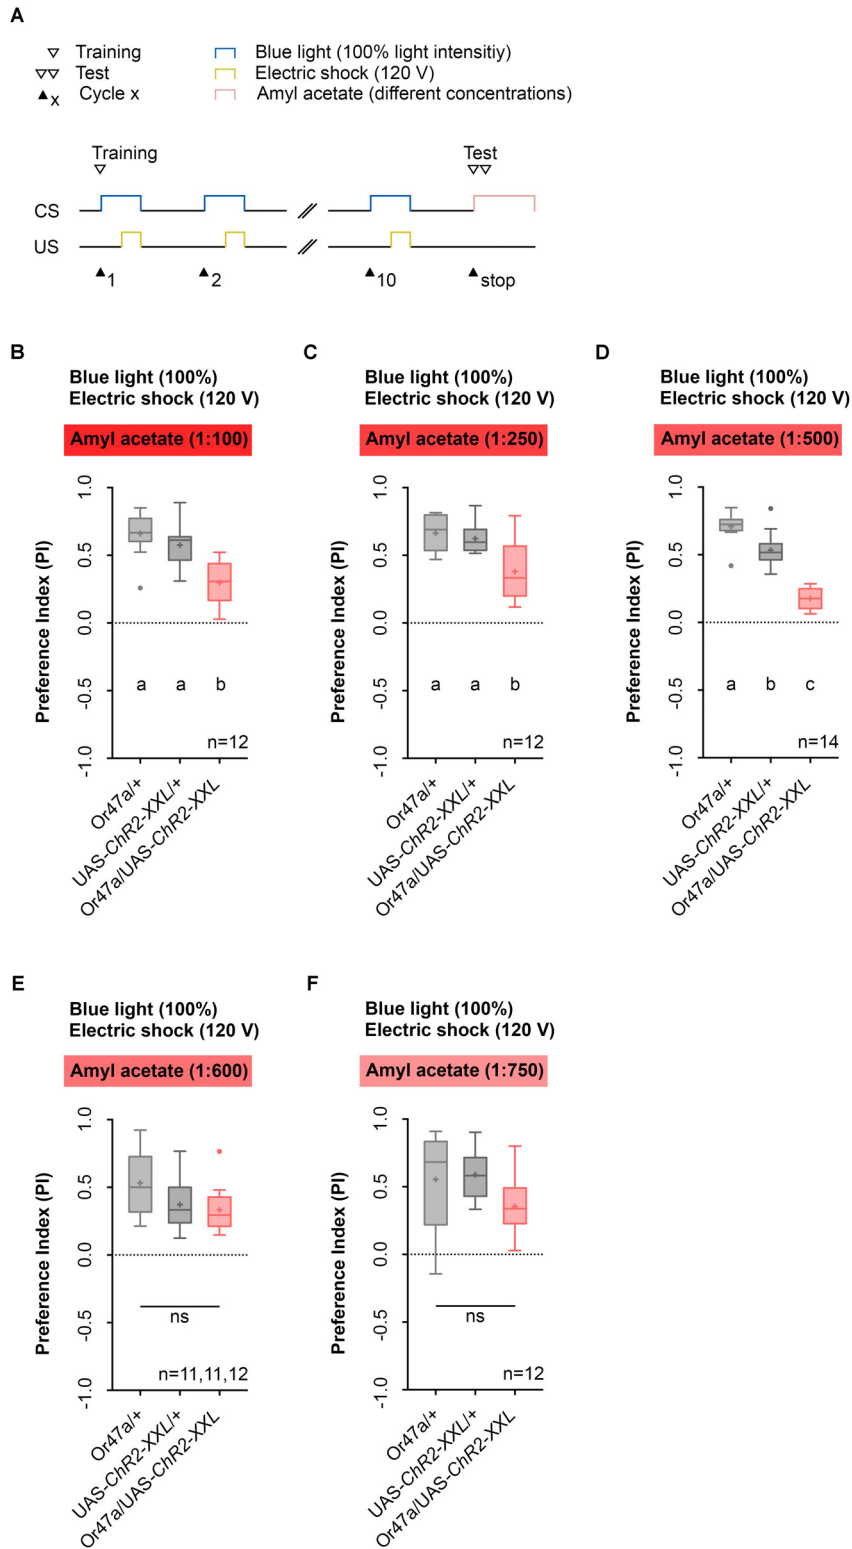 A
Training
Test
x Cycle x
Blue light (100% light intensitiy)
Electric shock (120 V)
Amyl acetate (different concentrations)
Training
Test
CS
US
1
2
10
stop
B
Blue light (100%)
Electric shock (120 V)
Amyl acetate (1:100)
Preference Index (PI)
1.0
0.5
0.0
-0.5
-1.0
a a b
n=12
Or47a/+
UAS-ChR2-XXL/+
Or47a/UAS-ChR2-XXL
C
Blue light (100%)
Electric shock (120 V)
Amyl acetate (1:250)
Preference Index (PI)
1.0
0.5
0.0
-0.5
-1.0
a a b
n=12
Or47a/+
UAS-ChR2-XXL/+
Or47a/UAS-ChR2-XXL
D
Blue light (100%)
Electric shock (120 V)
Amyl acetate (1:500)
Preference Index (PI)
1.0
0.5
0.0
-0.5
-1.0
a b c
n=14
Or47a/+
UAS-ChR2-XXL/+
Or47a/UAS-ChR2-XXL
E
Blue light (100%)
Electric shock (120 V)
Amyl acetate (1:600)
Preference Index (PI)
1.0
0.5
0.0
-0.5
-1.0
ns
n=11,11,12
Or47a/+
UAS-ChR2-XXL/+
Or47a/UAS-ChR2-XXL
F
Blue light (100%)
Electric shock (120 V)
Amyl acetate (1:750)
Preference Index (PI)
1.0
0.5
0.0
-0.5
-1.0
ns
n=12
Or47a/+
UAS-ChR2-XXL/+
Or47a/UAS-ChR2-XXL